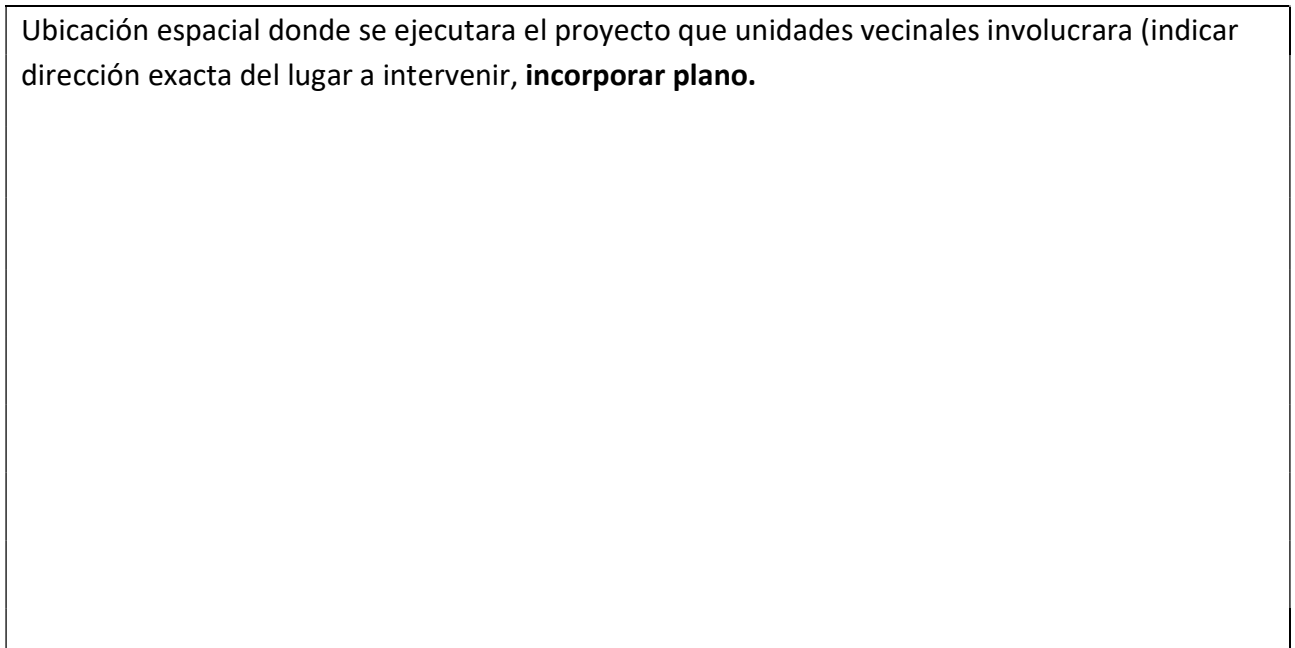 Ubicación espacial donde se ejecutara el proyecto que unidades vecinales involucrara (indicar
dirección exacta del lugar a intervenir, incorporar plano.